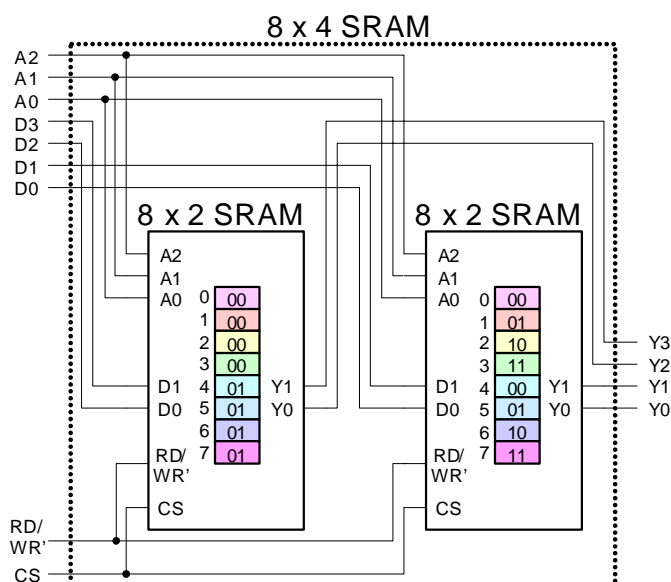 8 x 4 SRAM
A2
A1
A0
D3
D2
D1
D0
8 x 2 SRAM
A2
A1
A0
D1
D0
RD/
WR'
CS
0 00
1 00
2 00
3 00
4 01
5 01
6 01
7 01
Y1
Y0
8 x 2 SRAM
A2
A1
A0
D1
D0
RD/
WR'
CS
0 00
1 01
2 10
3 11
4 00
5 01
6 10
7 11
Y1
Y0
Y3
Y2
Y1
Y0
RD/
WR'
CS